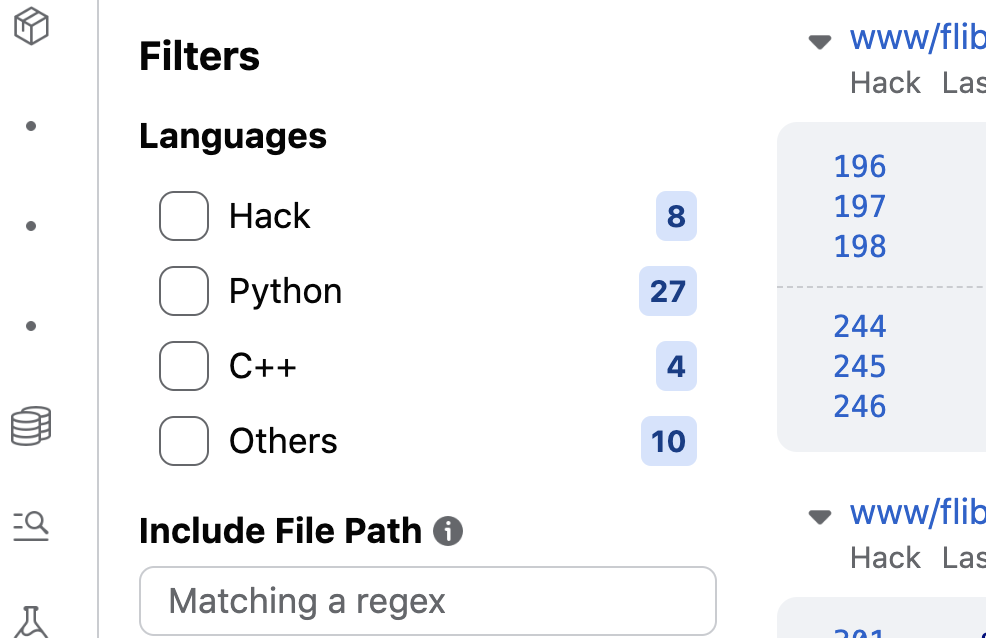 Filters
Languages
Hack 8
Python 27
C++ 4
Others 10
Include File Path
Matching a regex
www/flib
Hack Las
196
197
198
244
245
246
www/flib
Hack Las
201